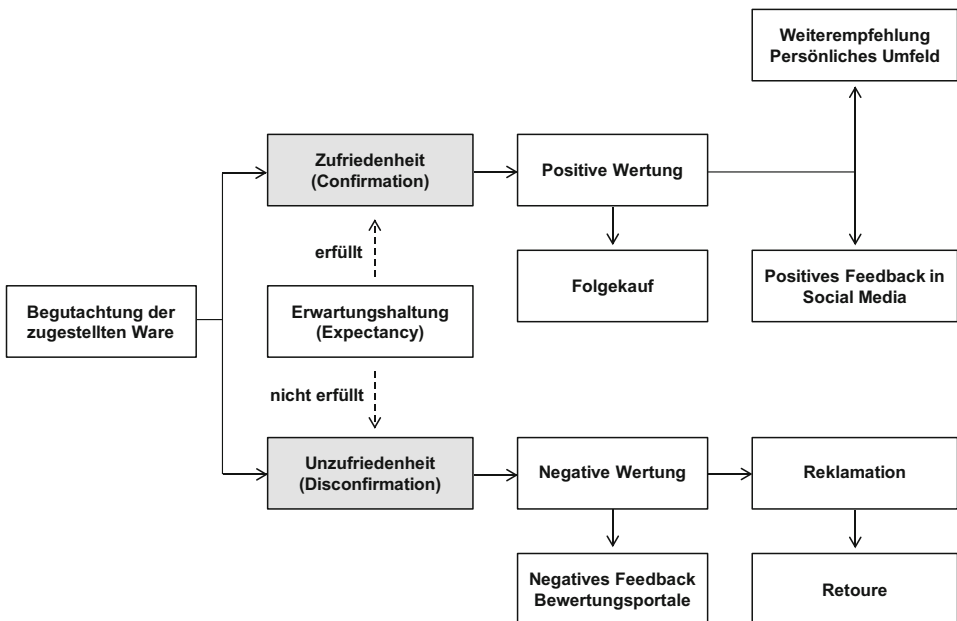 Weiterempfehlung
Persönliches Umfeld
Zufriedenheit
(Confirmation)
Positive Wertung
erfüllt
Folgekauf
Positives Feedback in
Social Media
Begutachtung der
zugestellten Ware
Erwartungshaltung
(Expectancy)
nicht erfüllt
Unzufriedenheit
(Disconfirmation)
Negative Wertung
Reklamation
Negatives Feedback
Bewertungsportale
Retoure